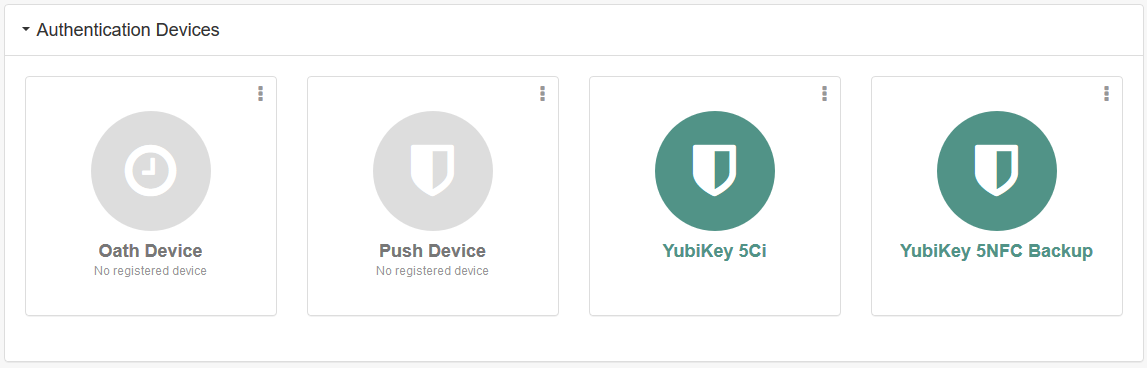 Authentication Devices
Oath Device
No registered device
Push Device
No registered device
YubiKey 5Ci
YubiKey 5NFC Backup